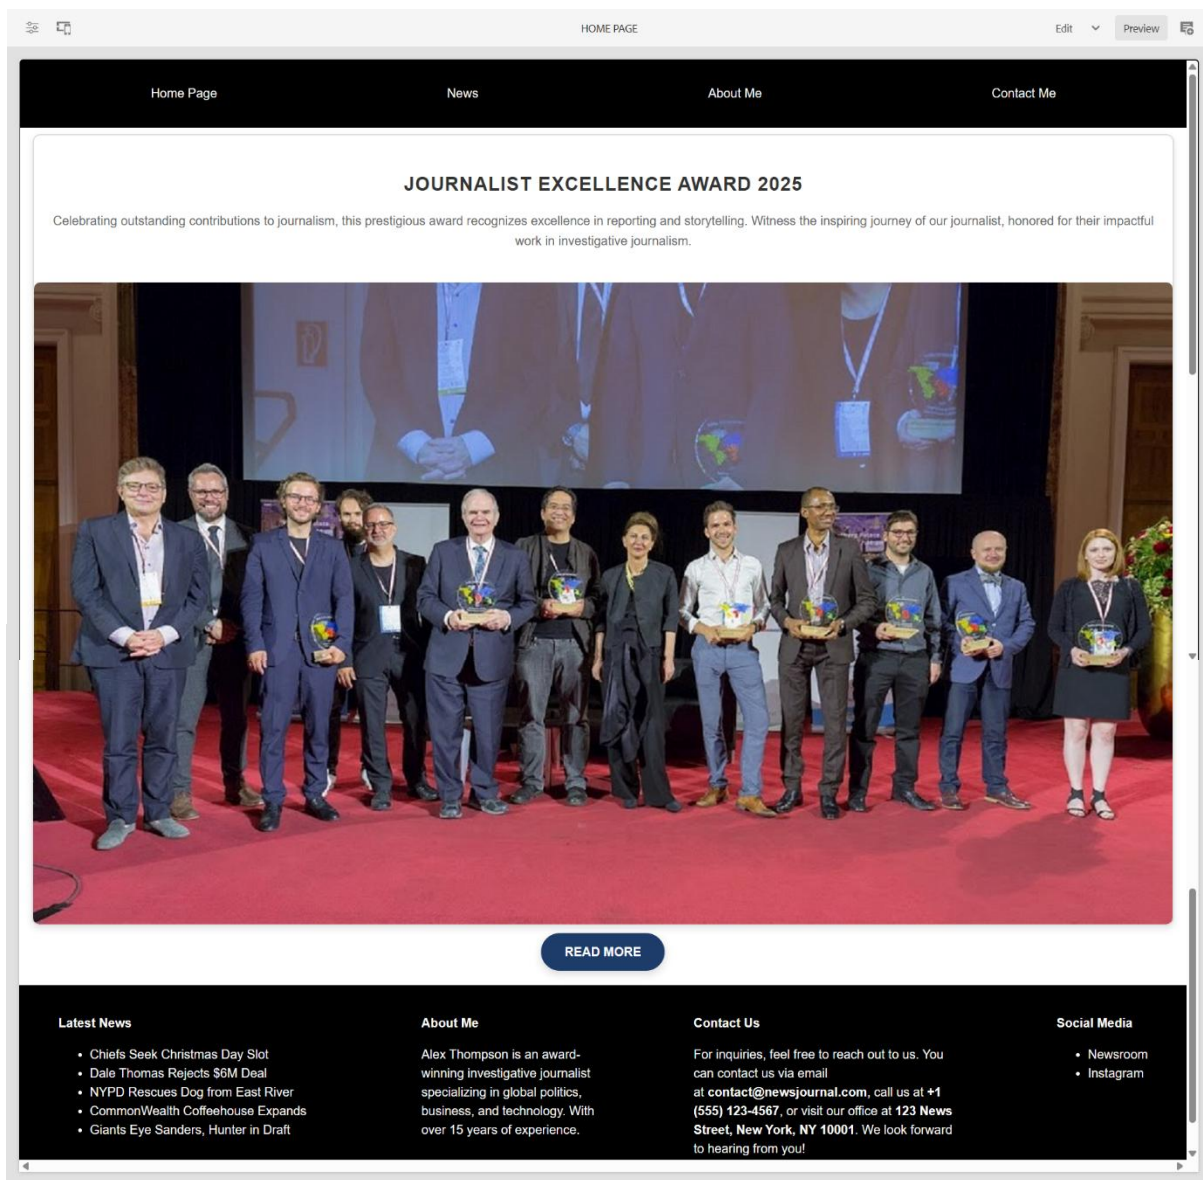 HOME PAGE
Edit
Preview
Home Page
News
About Me
Contact Me
JOURNALIST EXCELLENCE AWARD 2025
Celebrating outstanding contributions to journalism, this prestigious award recognizes excellence in reporting and storytelling. Witness the inspiring journey of our journalist, honored for their impactful
work in investigative journalism.
READ MORE
Latest News
• Chiefs Seek Christmas Day Slot
• Dale Thomas Rejects $6M Deal
• NYPD Rescues Dog from East River
• CommonWealth Coffeehouse Expands
• Giants Eye Sanders, Hunter in Draft
About Me
Alex Thompson is an award-
winning investigative journalist
specializing in global politics,
business, and technology. With
over 15 years of experience.
Contact Us
For inquiries, feel free to reach out to us. You
can contact us via email
at contact@newsjournal.com, call us at +1
(555) 123-4567, or visit our office at 123 News
Street, New York, NY 10001. We look forward
to hearing from you!
Social Media
• Newsroom
• Instagram